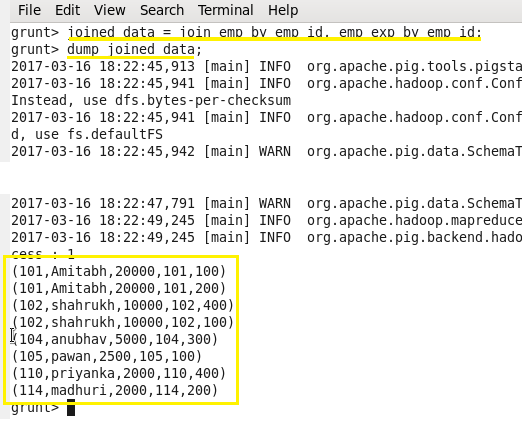 File Edit View Search Terminal Help
grunt> joined_data = join emp by emp_id, emp_exp by emp_id;
grunt> dump joined_data;
2017-03-16 18:22:45,913 [main] INFO org.apache.pig.tools.pigsta
2017-03-16 18:22:45,941 [main] INFO org.apache.hadoop.conf.Conf
Instead, use dfs.bytes-per-checksum
2017-03-16 18:22:45,941 [main] INFO org.apache.hadoop.conf.Conf
d, use fs.defaultFS
2017-03-16 18:22:45,942 [main] WARN org.apache.pig.data.SchemaT
2017-03-16 18:22:47,791 [main] WARN org.apache.pig.data.SchemaT
2017-03-16 18:22:49,245 [main] INFO org.apache.hadoop.mapreduce
2017-03-16 18:22:49,245 [main] INFO org.apache.pig.backend.hado
cess : 1
(101,Amitabh,20000,101,100)
(101,Amitabh,20000,101,200)
(102,shahrukh,10000,102,400)
(102,shahrukh,10000,102,100)
(104,anubhav,5000,104,300)
(105,pawan,2500,105,100)
(110,priyanka,2000,110,400)
(114,madhuri,2000,114,200)
grunt>